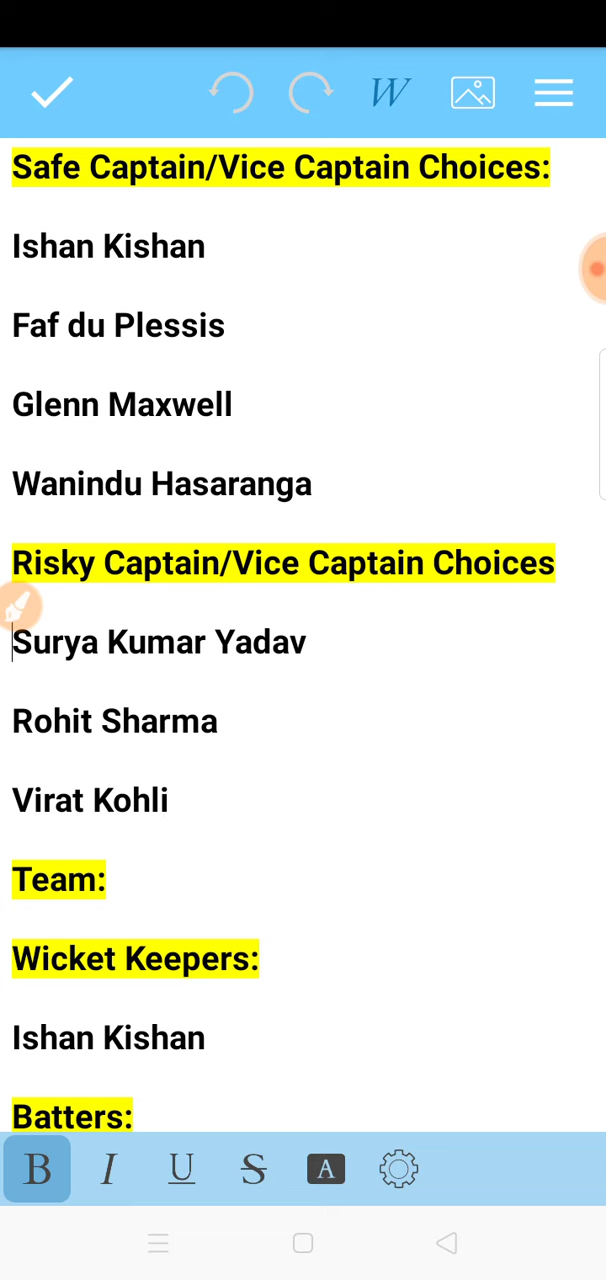 W
Safe Captain/Vice Captain Choices:
Ishan Kishan
Faf du Plessis
Glenn Maxwell
Wanindu Hasaranga
Risky Captain/Vice Captain Choices
Surya Kumar Yadav
Rohit Sharma
Virat Kohli
Team:
Wicket Keepers:
Ishan Kishan
Batters:
B I U S A